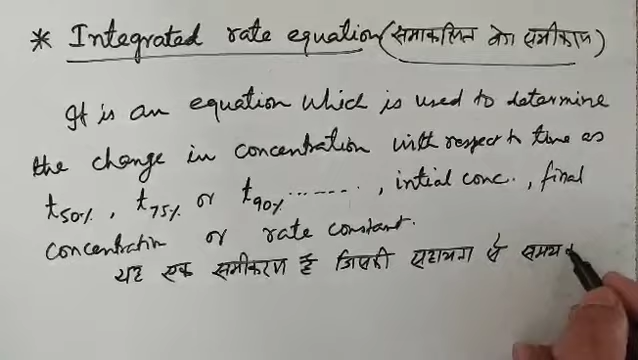 * Integrated rate equation (समाकलित वेग समीकरण)
It is an equation which is used to determine
the change in concentration with respect to time as
t50%, t75% or t90% ........, intial conc., final
concentration or rate constant.
यह एक समीकरण है जिसकी सहायता से समय